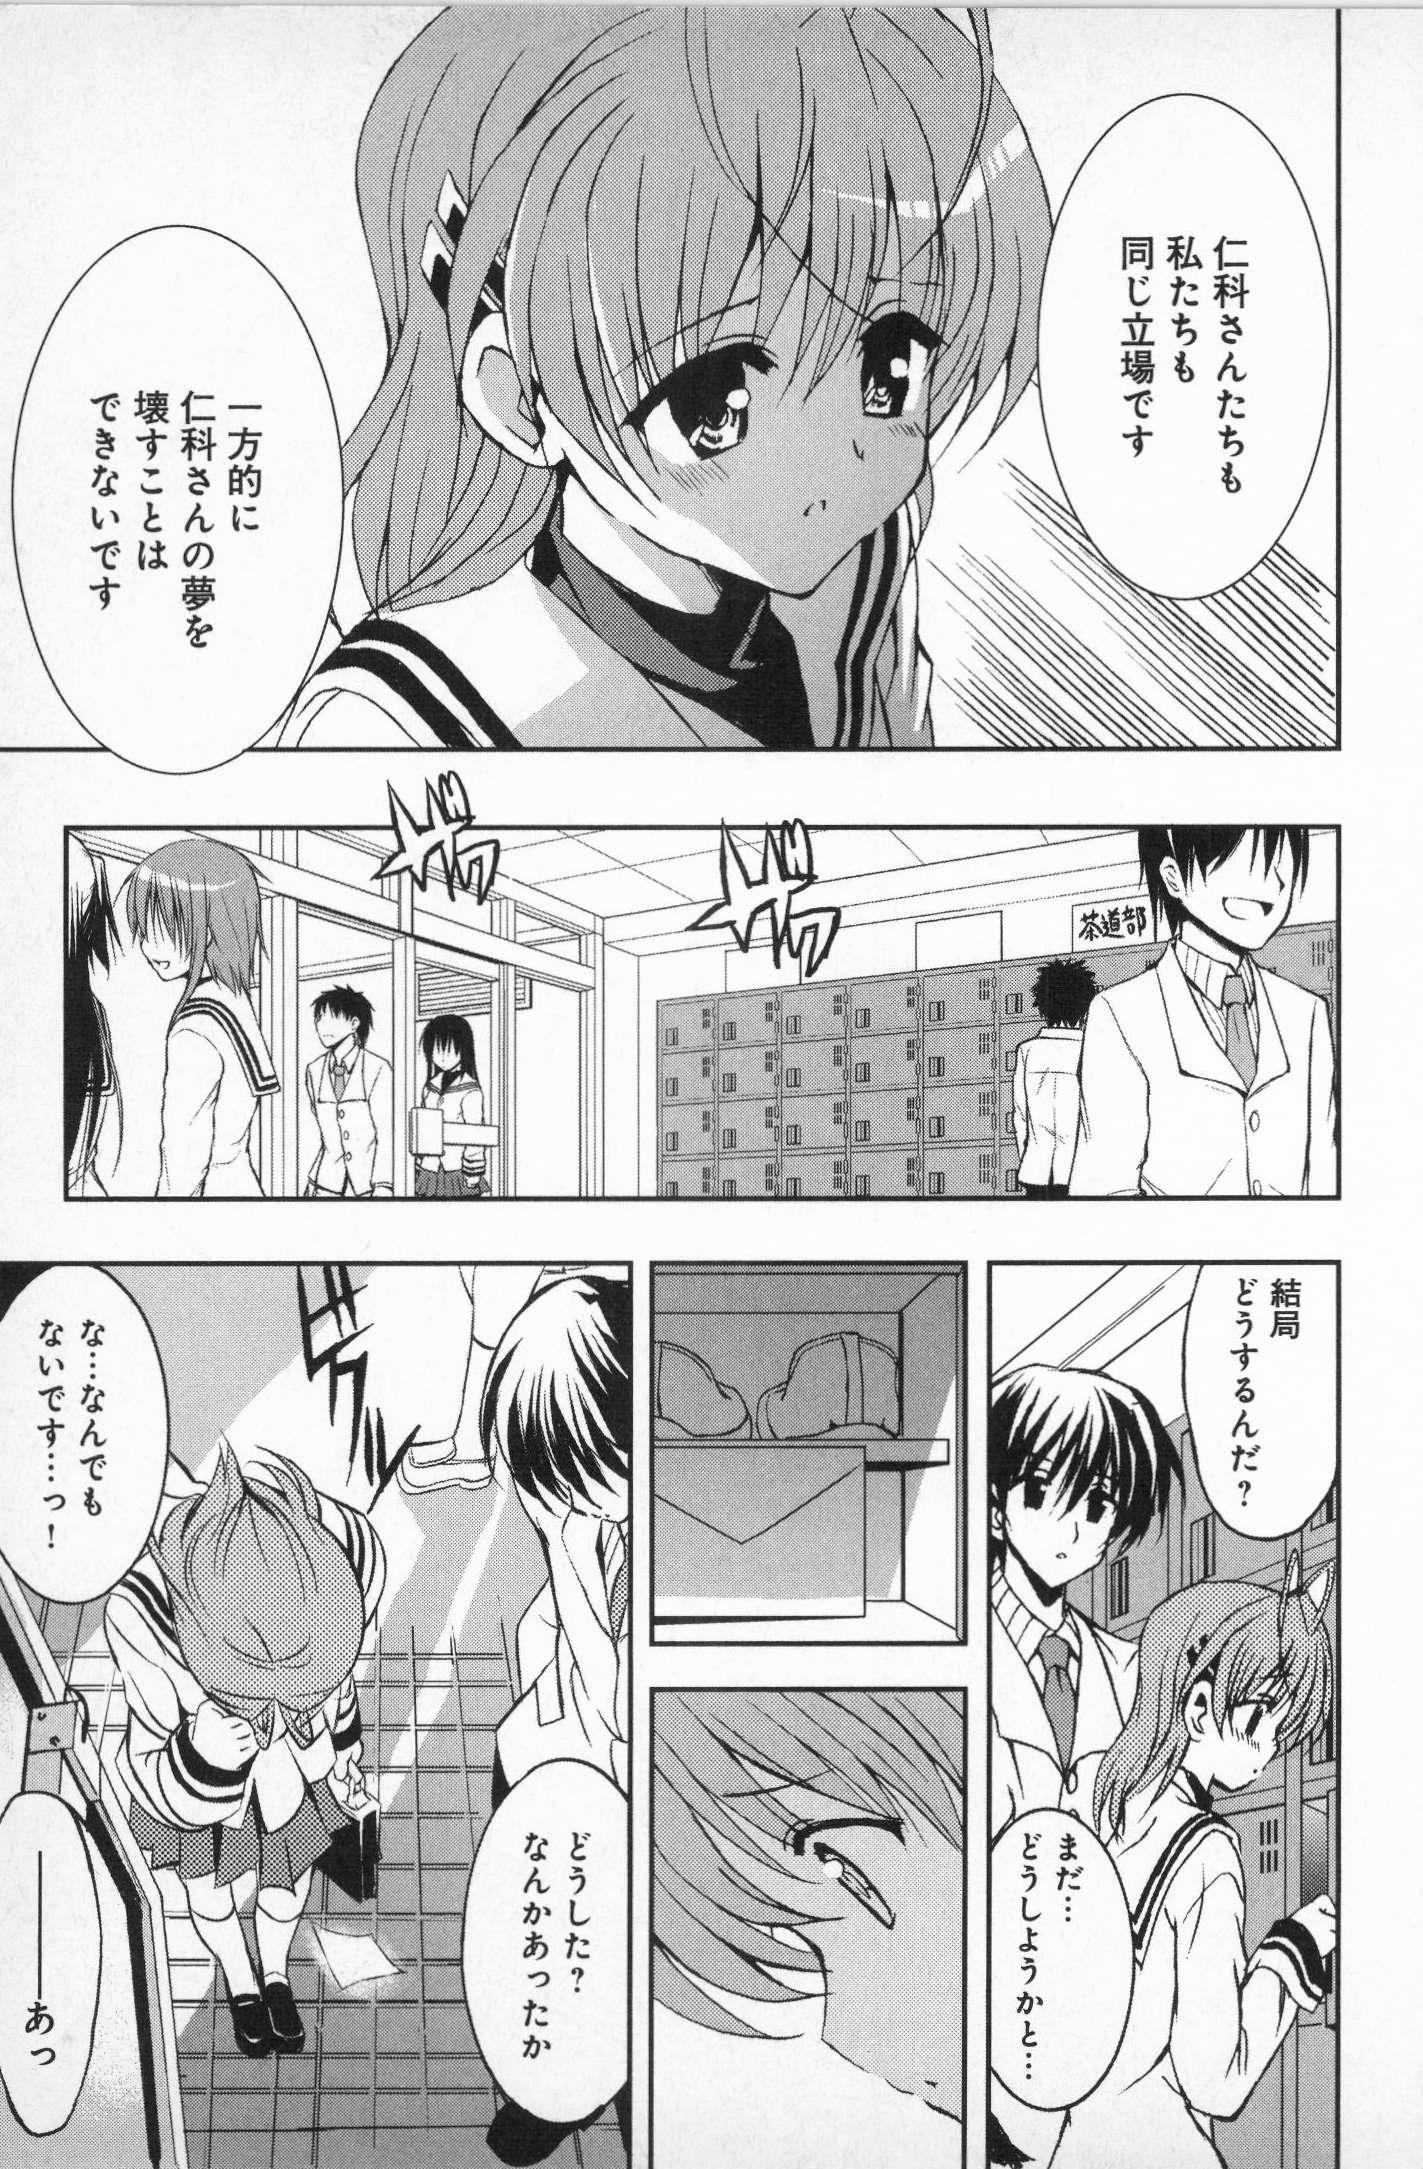 仁科さんたちも
私たちも
同じ立場です
一方的に
仁科さんの夢を
壊すことは
できないです
ザワ
ザワ
茶道部
結局
どうするんだ?
まだ…
どうしようかと…
どうした?
なんかあったか
な…なんでも
ないです…っ!
――あっ